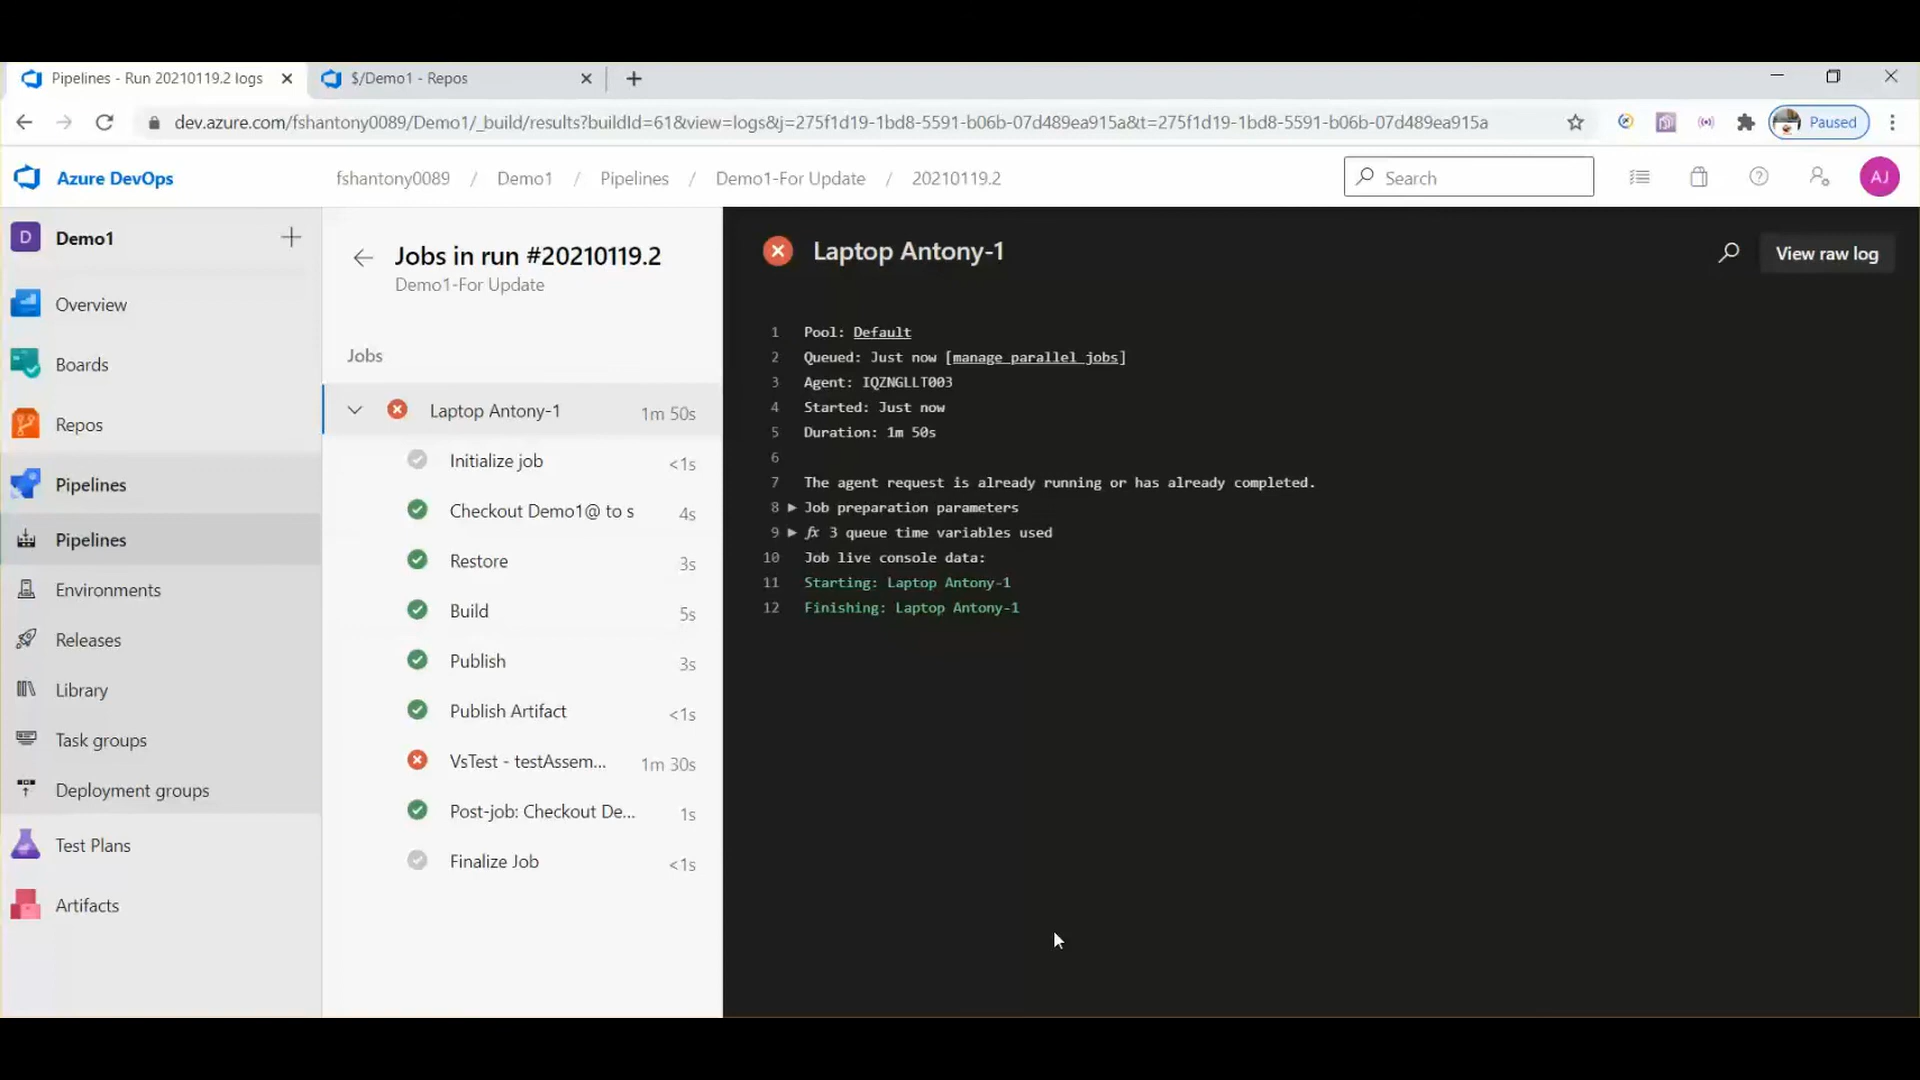 Pipelines - Run 20210119.2 logs
$/Demo1 - Repos
dev.azure.com/fshantony0089/Demo1/_build/results?buildId=61&view=logs&j=275f1d19-1bd8-5591-b06b-07d489ea915a&t=275f1d19-1bd8-5591-b06b-07d489ea915a
Paused
Azure DevOps
fshantony0089 / Demo1 / Pipelines / Demo1-For Update / 20210119.2
Search
AJ
D Demo1
Overview
Boards
Repos
Pipelines
Pipelines
Environments
Releases
Library
Task groups
Deployment groups
Test Plans
Artifacts
Jobs in run #20210119.2
Demo1-For Update
Jobs
Laptop Antony-1 1m 50s
Initialize job <1s
Checkout Demo1@ to s 4s
Restore 3s
Build 5s
Publish 3s
Publish Artifact <1s
VsTest - testAssem... 1m 30s
Post-job: Checkout De... 1s
Finalize Job <1s
Laptop Antony-1
View raw log
1 Pool: Default
2 Queued: Just now [manage parallel jobs]
3 Agent: IQZNGLLT003
4 Started: Just now
5 Duration: 1m 50s
6
7 The agent request is already running or has already completed.
8 Job preparation parameters
9 fx 3 queue time variables used
10 Job live console data:
11 Starting: Laptop Antony-1
12 Finishing: Laptop Antony-1